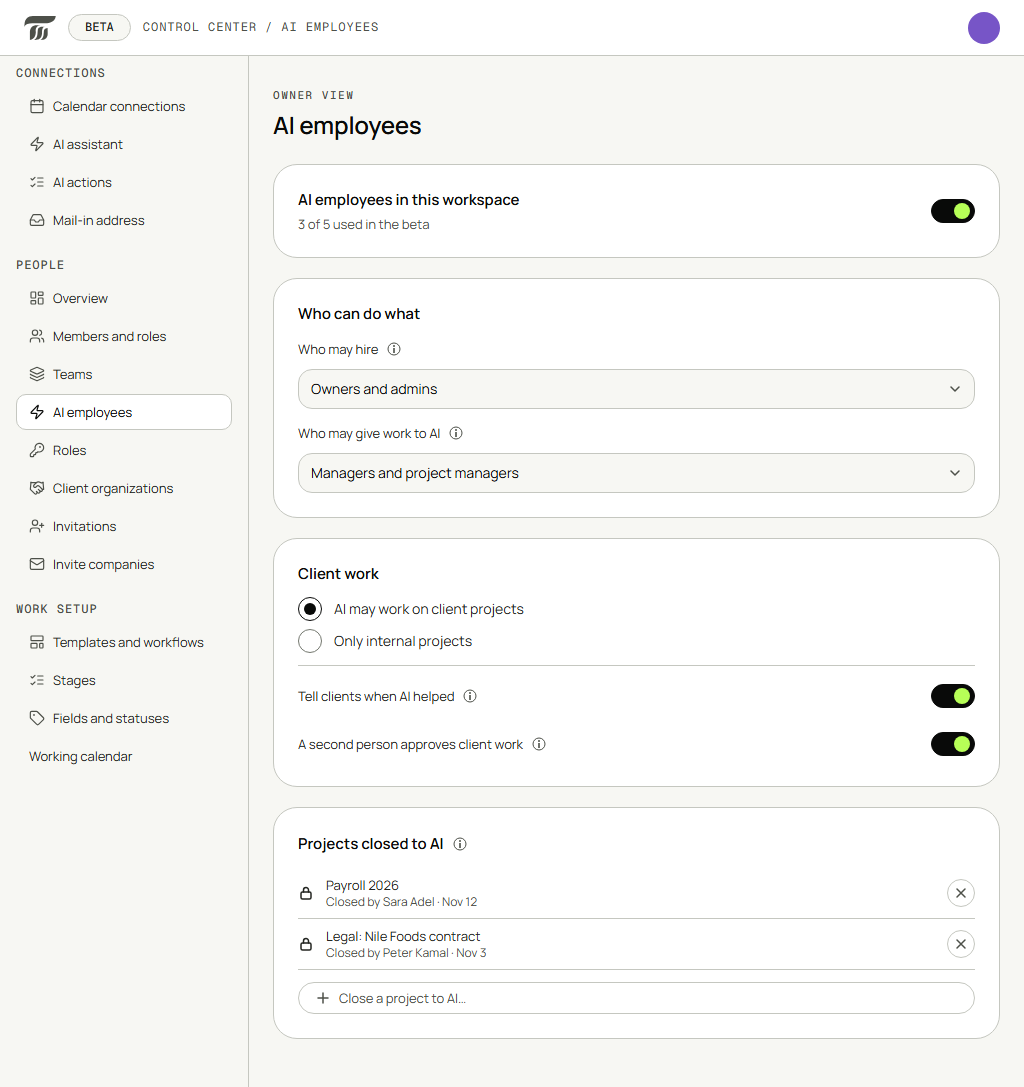 BETA
CONTROL CENTER / AI EMPLOYEES
CONNECTIONS
Calendar connections
AI assistant
AI actions
Mail-in address
PEOPLE
Overview
Members and roles
Teams
AI employees
Roles
Client organizations
Invitations
Invite companies
WORK SETUP
Templates and workflows
Stages
Fields and statuses
Working calendar
OWNER VIEW
AI employees
AI employees in this workspace
3 of 5 used in the beta
Who can do what
Who may hire
Owners and admins
Who may give work to AI
Managers and project managers
Client work
AI may work on client projects
Only internal projects
Tell clients when AI helped
A second person approves client work
Projects closed to AI
Payroll 2026
Closed by Sara Adel · Nov 12
Legal: Nile Foods contract
Closed by Peter Kamal · Nov 3
Close a project to AI...